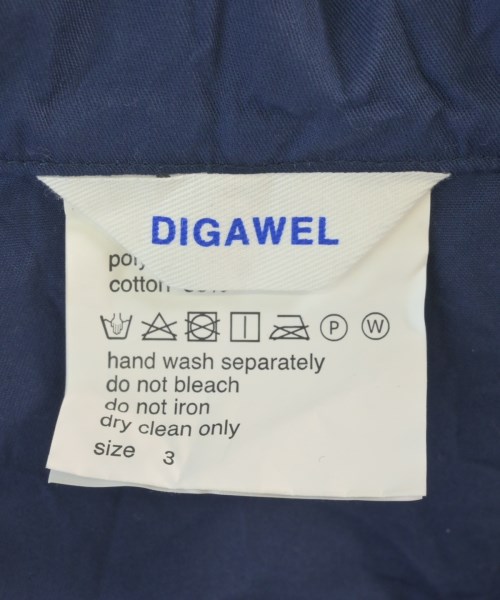 DIGAWEL
cotton
P W
hand wash separately
do not bleach
do not iron
dry clean only
size 3